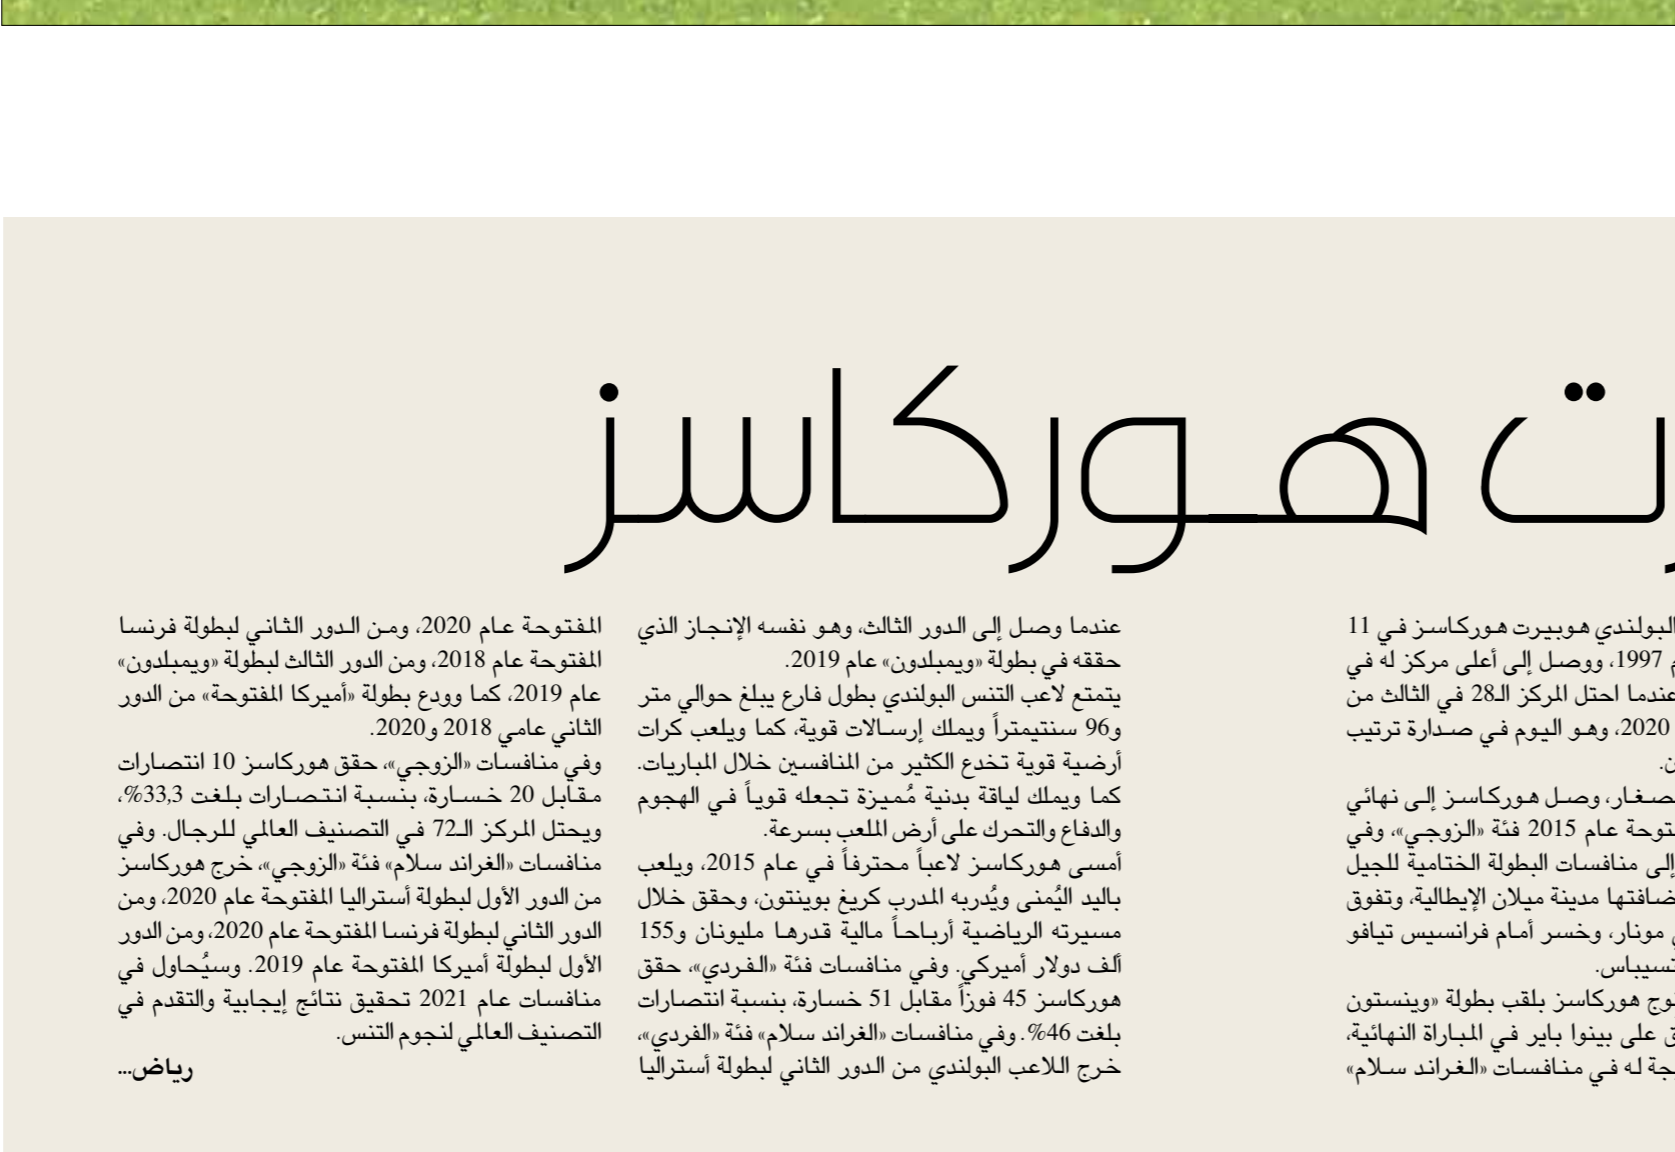 هوركاسز
البولندي هوبيرت هوركاسز في 11
1997، ووصل إلى أعلى مركز له في
عندما احتل المركز الـ28 في الثالث من
2020، وهو اليوم في صدارة ترتيب
وصل هوركاسز إلى نهائي
عام 2015 فئة «الزوجي»، وفي
إلى منافسات البطولة الختامية للجيل
مدينة ميلان الإيطالية، وتفوق
مونار، وخسر أمام فرانسيس تيافو
هوركاسز بلقب بطولة «وينستون
على بينوا باير في المباراة النهائية،
له في منافسات «الغراند سلام»
عندما وصل إلى الدور الثالث، وهو نفسه الإنجاز الذي
حققه في بطولة «ويمبلدون» عام 2019.
يتمتع لاعب التنس البولندي بطول فارع يبلغ حوالي متر
و96 سنتيمتراً ويملك إرسالات قوية، كما ويلعب كرات
أرضية قوية تخدع الكثير من المنافسين خلال المباريات.
كما ويملك لياقة بدنية مُميزة تجعله قوياً في الهجوم
والدفاع والتحرك على أرض الملعب بسرعة.
أمسى هوركاسز لاعباً محترفاً في عام 2015، ويلعب
باليد اليُمنى ويُدربه المدرب كريغ بوينتون، وحقق خلال
مسيرته الرياضية أرباحاً مالية قدرها مليونان و155
ألف دولار أميركي. وفي منافسات فئة «الفردي»، حقق
هوركاسز 45 فوزاً مقابل 51 خسارة، بنسبة انتصارات
بلغت 46%. وفي منافسات «الغراند سلام» فئة «الفردي»،
خرج اللاعب البولندي من الدور الثاني لبطولة أستراليا
المفتوحة عام 2020، ومن الدور الثاني لبطولة فرنسا
المفتوحة عام 2018، ومن الدور الثالث لبطولة «ويمبلدون»
عام 2019، كما وودع بطولة «أميركا المفتوحة» من الدور
الثاني عامي 2018 و2020.
وفي منافسات «الزوجي»، حقق هوركاسز 10 انتصارات
مقابل 20 خسارة، بنسبة انتصارات بلغت 33,3%،
ويحتل المركز الـ72 في التصنيف العالمي للرجال. وفي
منافسات «الغراند سلام» فئة «الزوجي»، خرج هوركاسز
من الدور الأول لبطولة أستراليا المفتوحة عام 2020، ومن
الدور الثاني لبطولة فرنسا المفتوحة عام 2020، ومن الدور
الأول لبطولة أميركا المفتوحة عام 2019. وسيُحاول في
منافسات عام 2021 تحقيق نتائج إيجابية والتقدم في
التصنيف العالمي لنجوم التنس.
رياض...